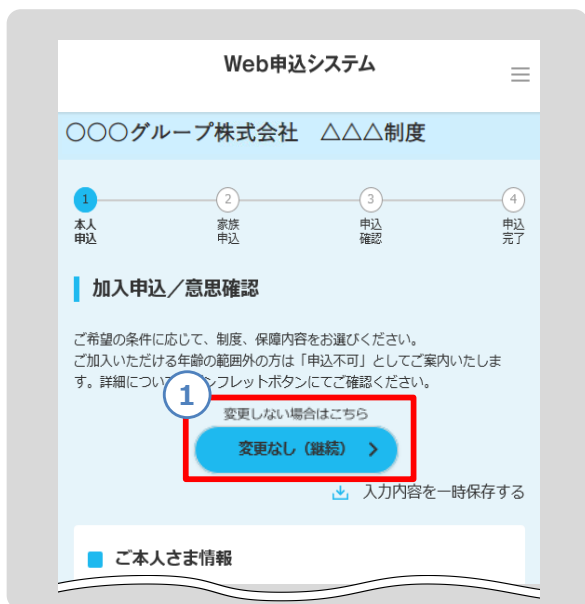 Web申込システム
〇〇〇グループ株式会社　△△△制度
1 2 3 4
本人 家族 申込 申込
申込 申込 確認 完了
加入申込／意思確認
ご希望の条件に応じて、制度、保障内容をお選びください。
ご加入いただける年齢の範囲外の方は「申込不可」としてご案内いたしま
す。詳細につい ンフレットボタンにてご確認ください。
1
変更しない場合はこちら
変更なし（継続）
入力内容を一時保存する
ご本人さま情報